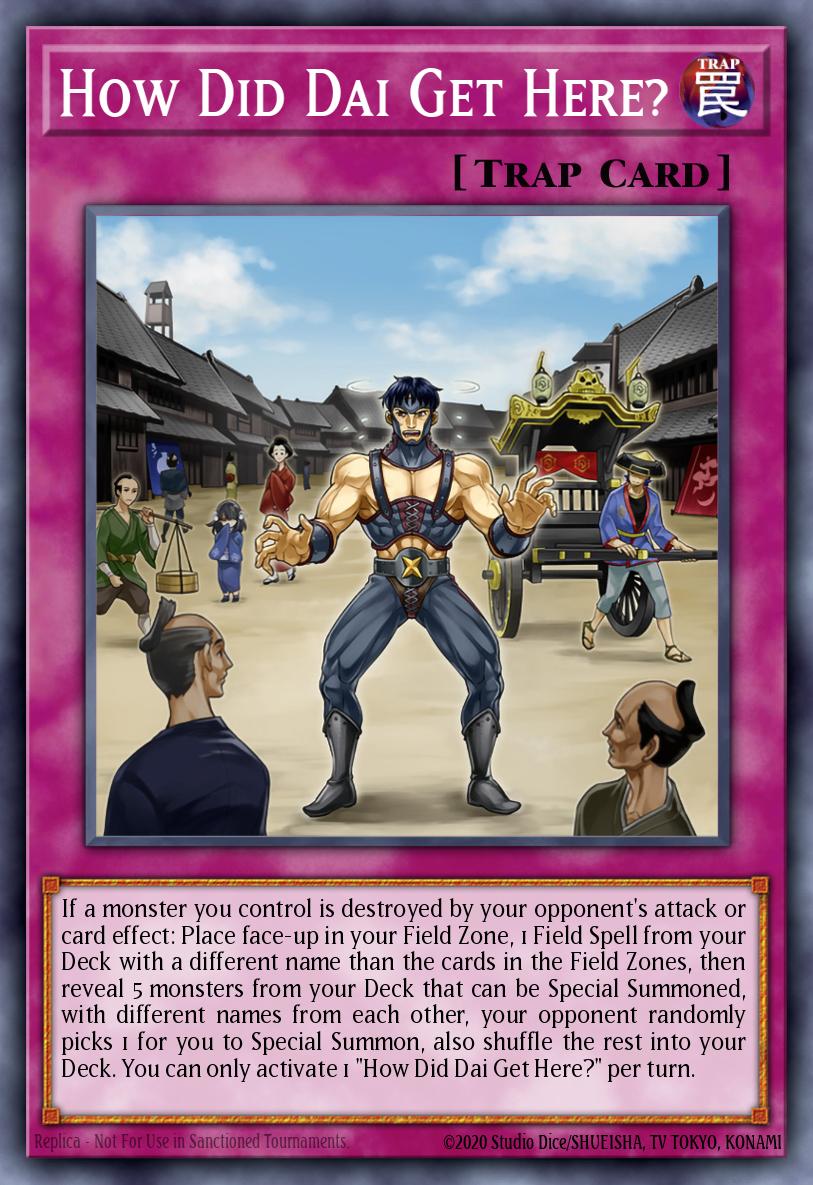 How Did Dai Get Here?
TRAP
罠
[Trap Card]
If a monster you control is destroyed by your opponent's attack or
card effect: Place face-up in your Field Zone, 1 Field Spell from your
Deck with a different name than the cards in the Field Zones, then
reveal 5 monsters from your Deck that can be Special Summoned,
with different names from each other, your opponent randomly
picks 1 for you to Special Summon, also shuffle the rest into your
Deck. You can only activate 1 "How Did Dai Get Here?" per turn.
Replica - Not For Use in Sanctioned Tournaments.
©2020 Studio Dice/SHUEISHA, TV TOKYO, KONAMI